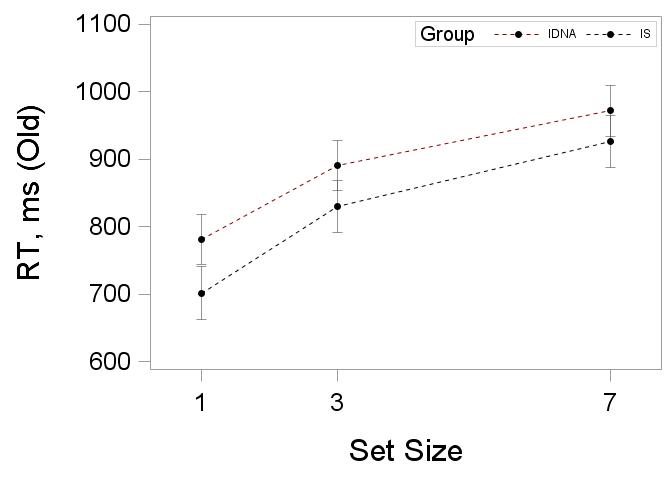 1100
1000
900
800
700
600
RT, ms (Old)
Group IDNA IS
1 3 7
Set Size